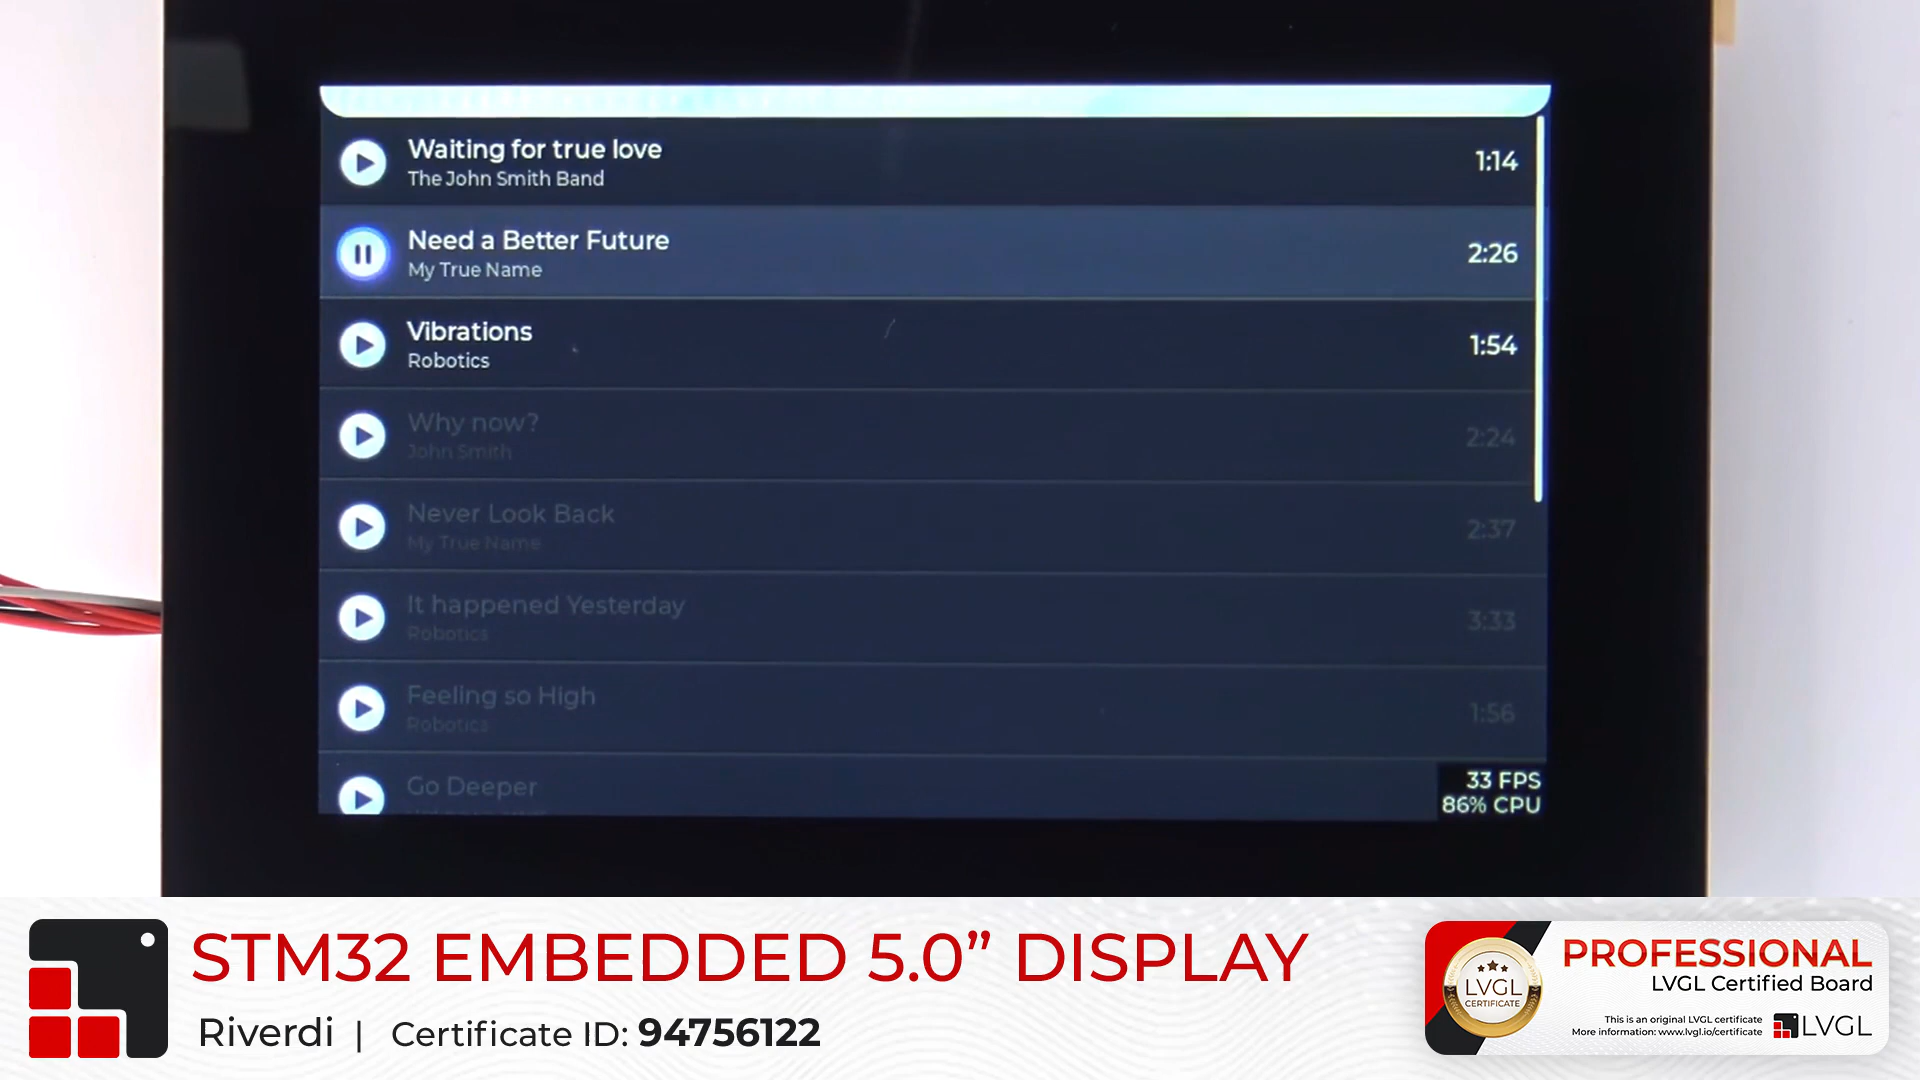 Waiting for true love
The John Smith Band
1:14
Need a Better Future
My True Name
2:26
Vibrations
Robotics
1:54
Why now?
John Smith
2:24
Never Look Back
My True Name
2:37
It happened Yesterday
Robotics
3:33
Feeling so High
Robotics
1:56
Go Deeper
33 FPS
86% CPU
STM32 EMBEDDED 5.0” DISPLAY
Riverdi | Certificate ID: 94756122
LVGL
CERTIFICATE
PROFESSIONAL
LVGL Certified Board
This is an original LVGL certificate
More information: www.lvgl.io/certificate
LVGL